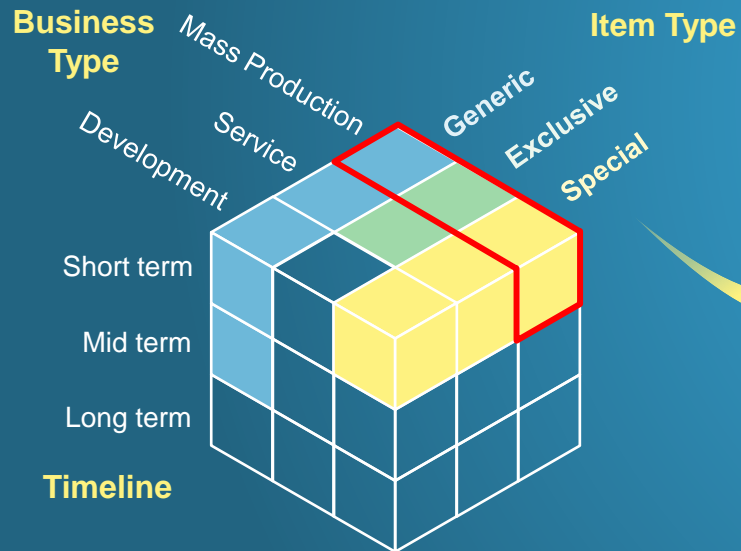 Business
Type
Item Type
Mass Production
Service
Development
Generic
Exclusive
Special
Short term
Mid term
Long term
Timeline